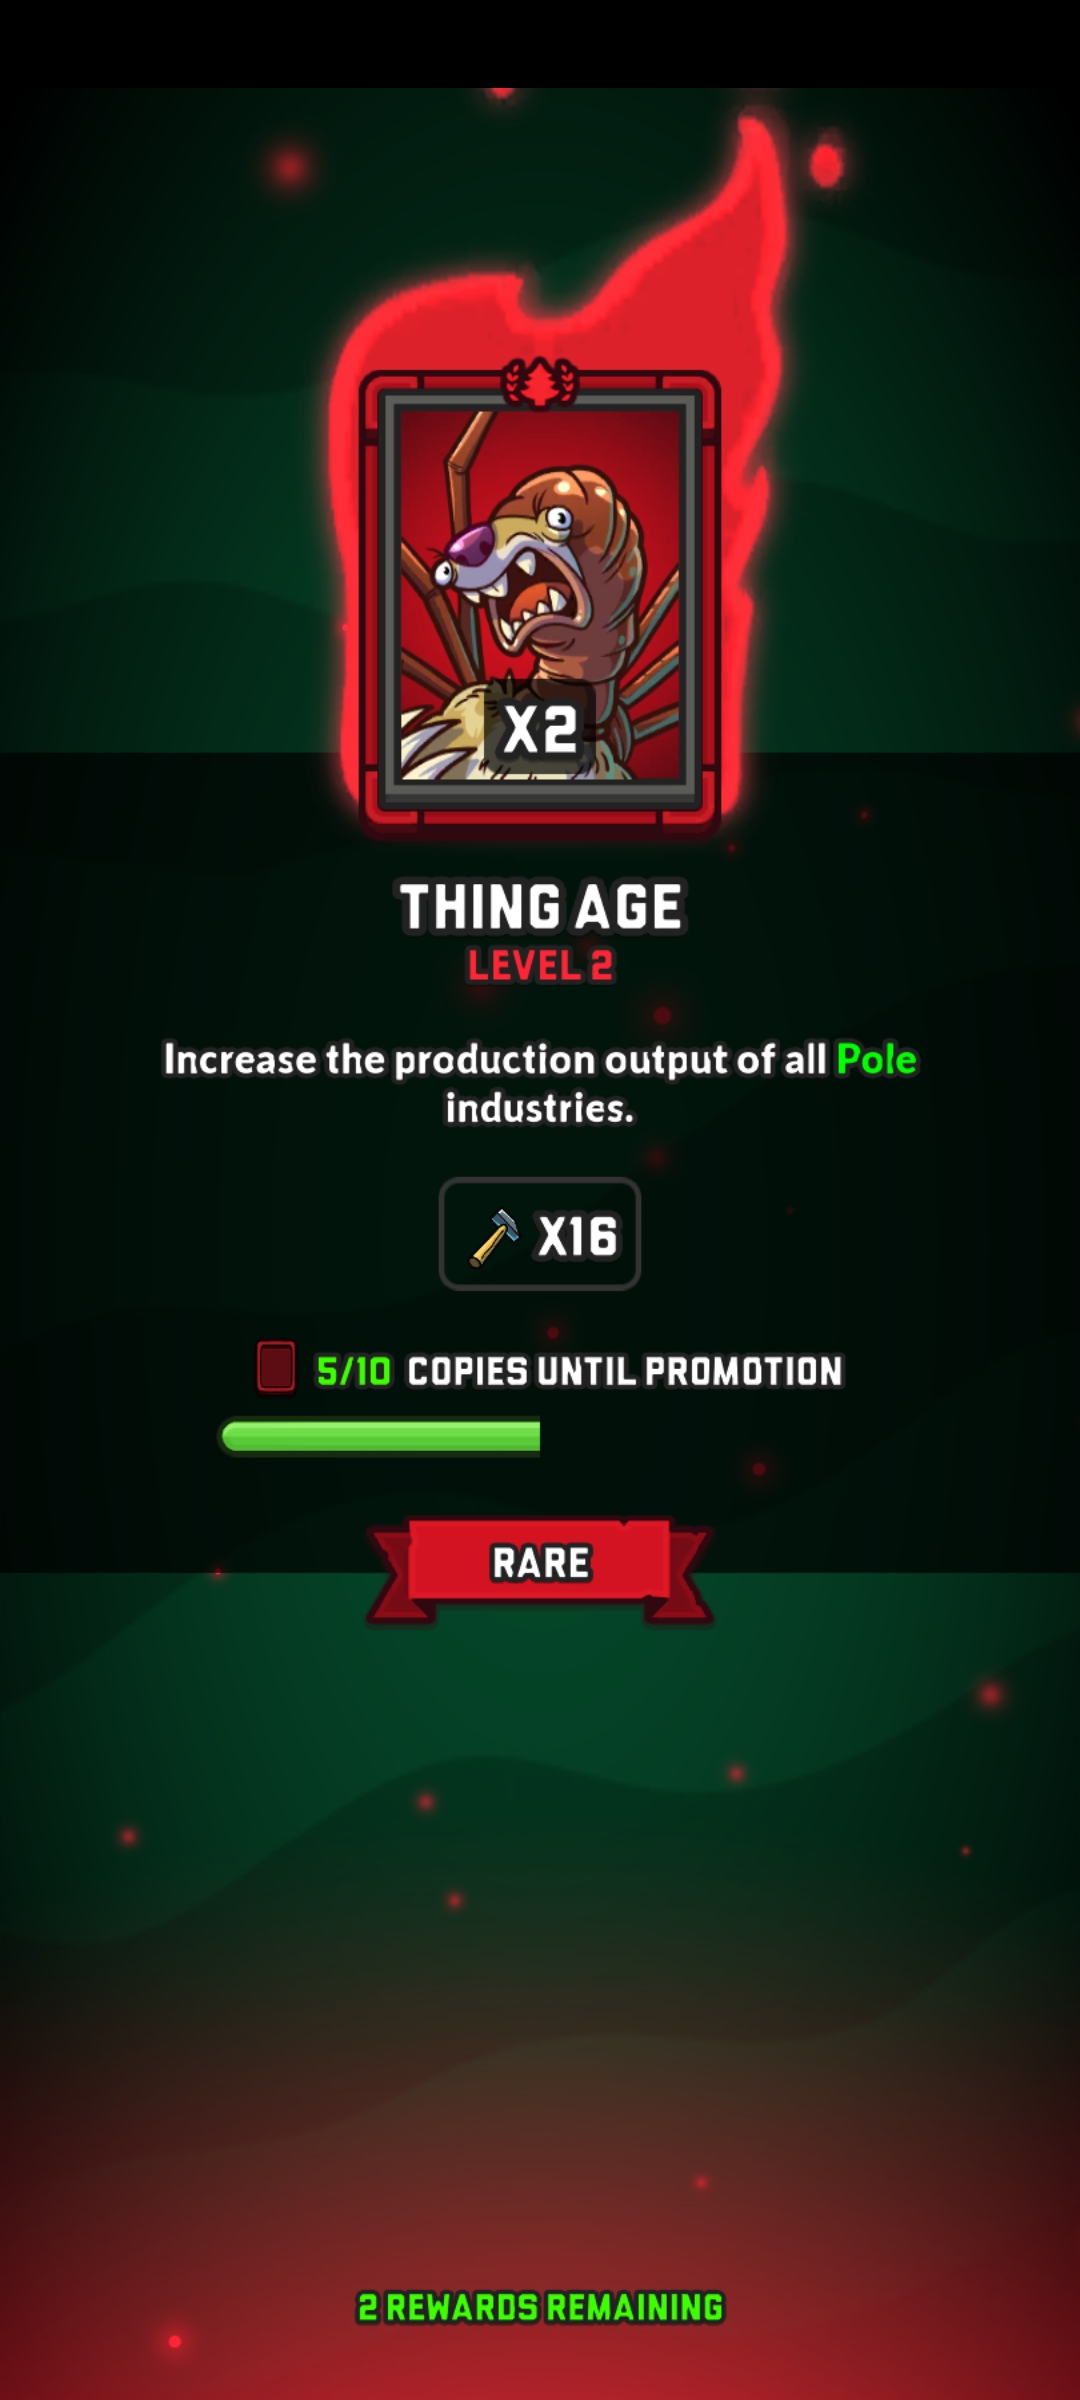 X2
THING AGE
LEVEL 2
Increase the production output of all Pole
industries.
X16
5/10 COPIES UNTIL PROMOTION
RARE
2 REWARDS REMAINING